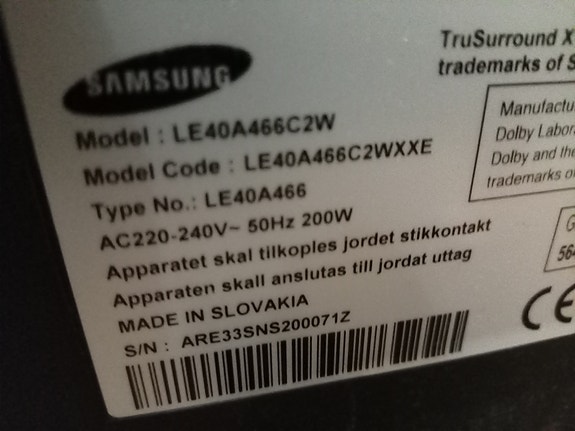 SAMSUNG
Model : LE40A466C2W
Model Code : LE40A466C2WXXE
Type No.: LE40A466
AC220-240V~ 50Hz 200W
Apparatet skal tilkoples jordet stikkontakt
Apparaten skall anslutas till jordat uttag
MADE IN SLOVAKIA
S/N : ARE33SNS200071Z
TruSurround X
trademarks of S
Manufactu
Dolby Labor
Dolby and the
trademarks o
G
564
CE